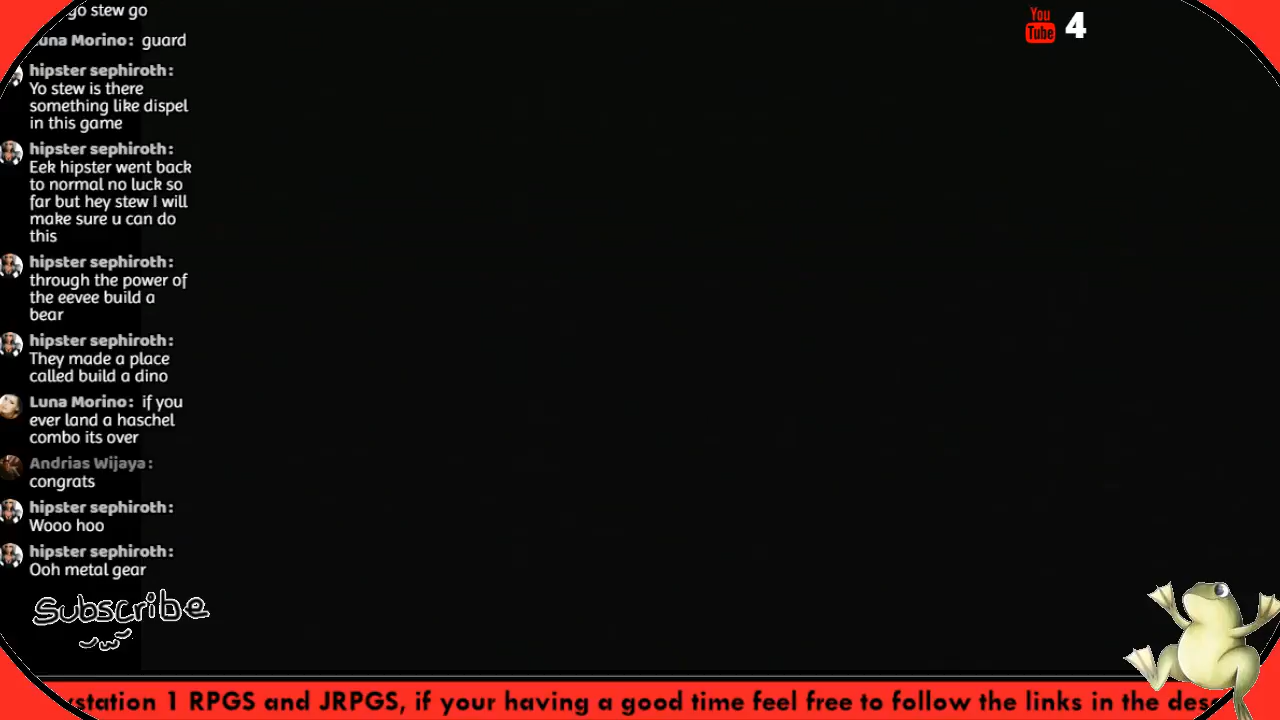 go stew go
You
Tube 4
Luna Morino: guard
hipster sephiroth:
Yo stew is there
something like dispel
in this game
hipster sephiroth:
Eek hipster went back
to normal no luck so
far but hey stew I will
make sure u can do
this
hipster sephiroth:
through the power of
the eevee build a
bear
hipster sephiroth:
They made a place
called build a dino
Luna Morino: if you
ever land a haschel
combo its over
Andrias Wijaya:
congrats
hipster sephiroth:
Wooo hoo
hipster sephiroth:
Ooh metal gear
Subscribe
ystation 1 RPGS and JRPGS, if your having a good time feel free to follow the links in the des